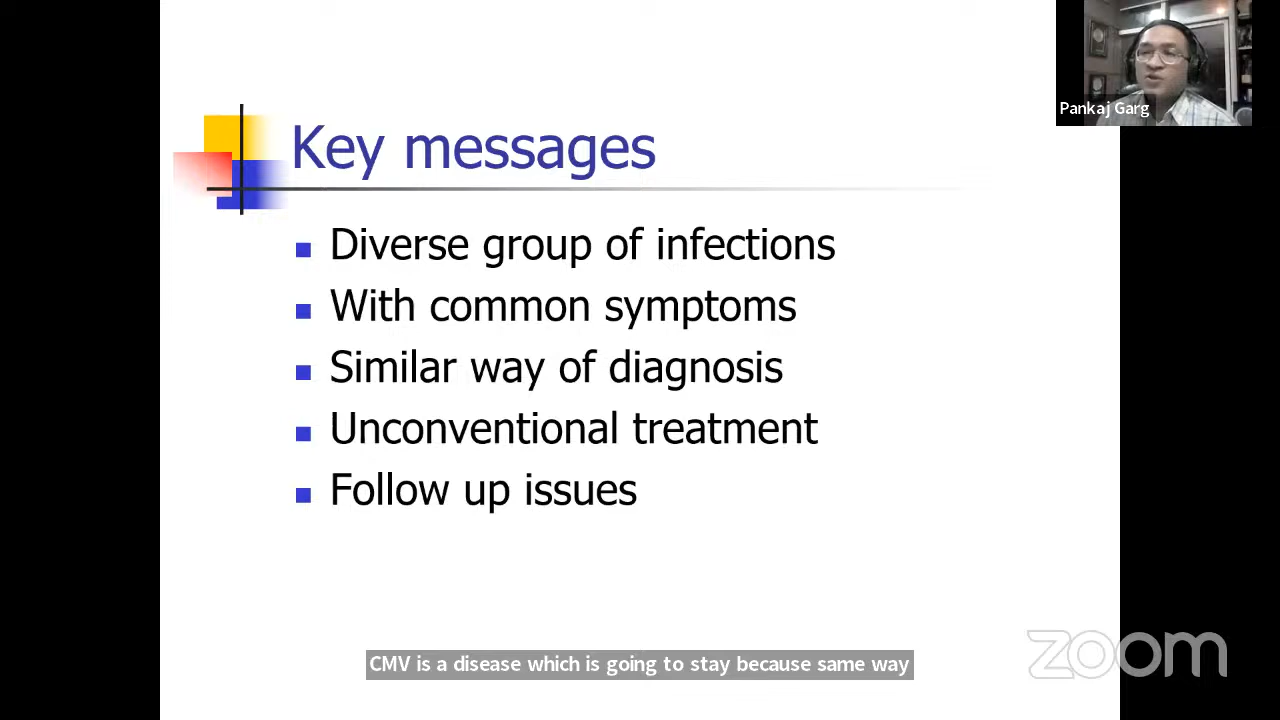 Pankaj Garg
Key messages
Diverse group of infections
With common symptoms
Similar way of diagnosis
Unconventional treatment
Follow up issues
CMV is a disease which is going to stay because same way
zoom